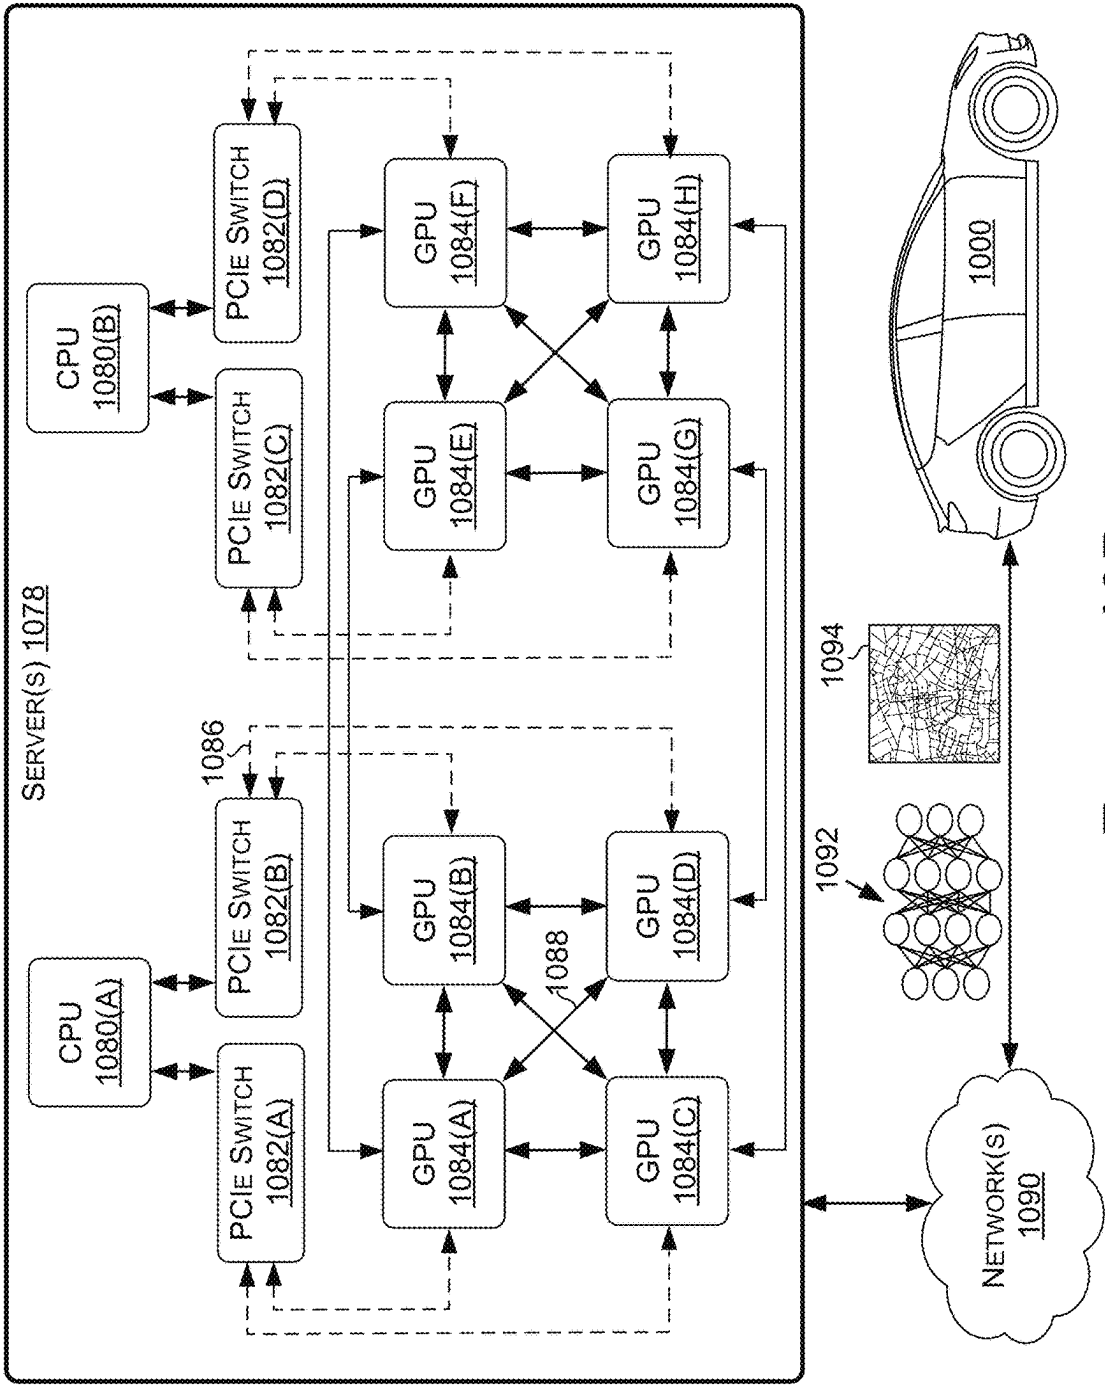 SERVER(S) 1078
CPU
1080(A)
CPU
1080(B)
PCIE SWITCH
1082(A)
PCIE SWITCH
1082(B)
PCIE SWITCH
1082(C)
PCIE SWITCH
1082(D)
1086
GPU
1084(A)
GPU
1084(B)
GPU
1084(E)
GPU
1084(F)
1088
GPU
1084(C)
GPU
1084(D)
GPU
1084(G)
GPU
1084(H)
NETWORK(S)
1090
1092
1094
1000